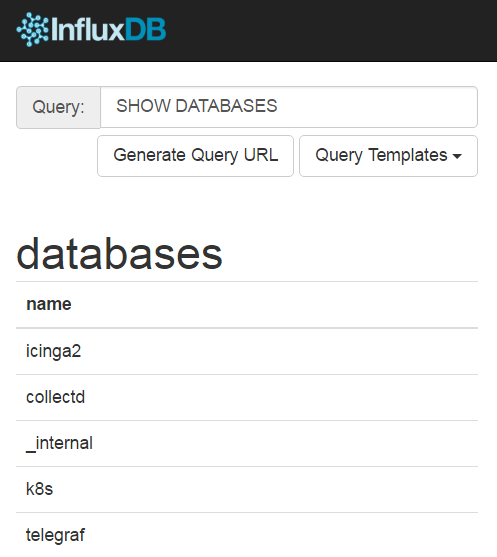 InfluxDB
Query: SHOW DATABASES
Generate Query URL Query Templates
databases
name
icinga2
collectd
_internal
k8s
telegraf